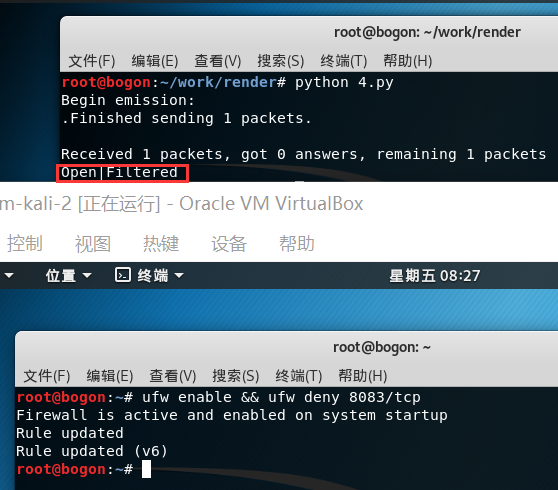 root@bogon: ~/work/render
文件(F) 编辑(E) 查看(V) 搜索(S) 终端(T) 帮助(H)
root@bogon:~/work/render# python 4.py
Begin emission:
.Finished sending 1 packets.
Received 1 packets, got 0 answers, remaining 1 packets
Open|Filtered
m-kali-2 [正在运行] - Oracle VM VirtualBox
控制 视图 热键 设备 帮助
位置 终端 星期五 08:27
root@bogon: ~
文件(F) 编辑(E) 查看(V) 搜索(S) 终端(T) 帮助(H)
root@bogon:~# ufw enable && ufw deny 8083/tcp
Firewall is active and enabled on system startup
Rule updated
Rule updated (v6)
root@bogon:~#